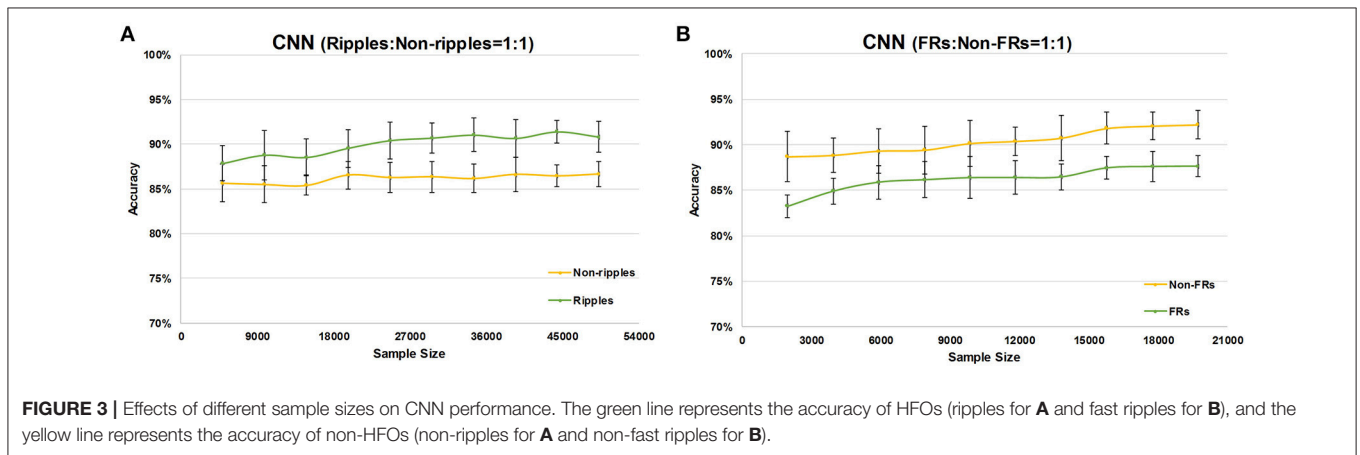 A
CNN (Ripples:Non-ripples=1:1)
100%
95%
90%
85%
80%
75%
70%
Accuracy
Non-ripples
Ripples
0 9000 18000 27000 36000 45000 54000
Sample Size
B
CNN (FRs:Non-FRs=1:1)
100%
95%
90%
85%
80%
75%
70%
Accuracy
Non-FRs
FRs
0 3000 6000 9000 12000 15000 18000 21000
Sample Size
FIGURE 3 | Effects of different sample sizes on CNN performance. The green line represents the accuracy of HFOs (ripples for A and fast ripples for B), and the
yellow line represents the accuracy of non-HFOs (non-ripples for A and non-fast ripples for B).